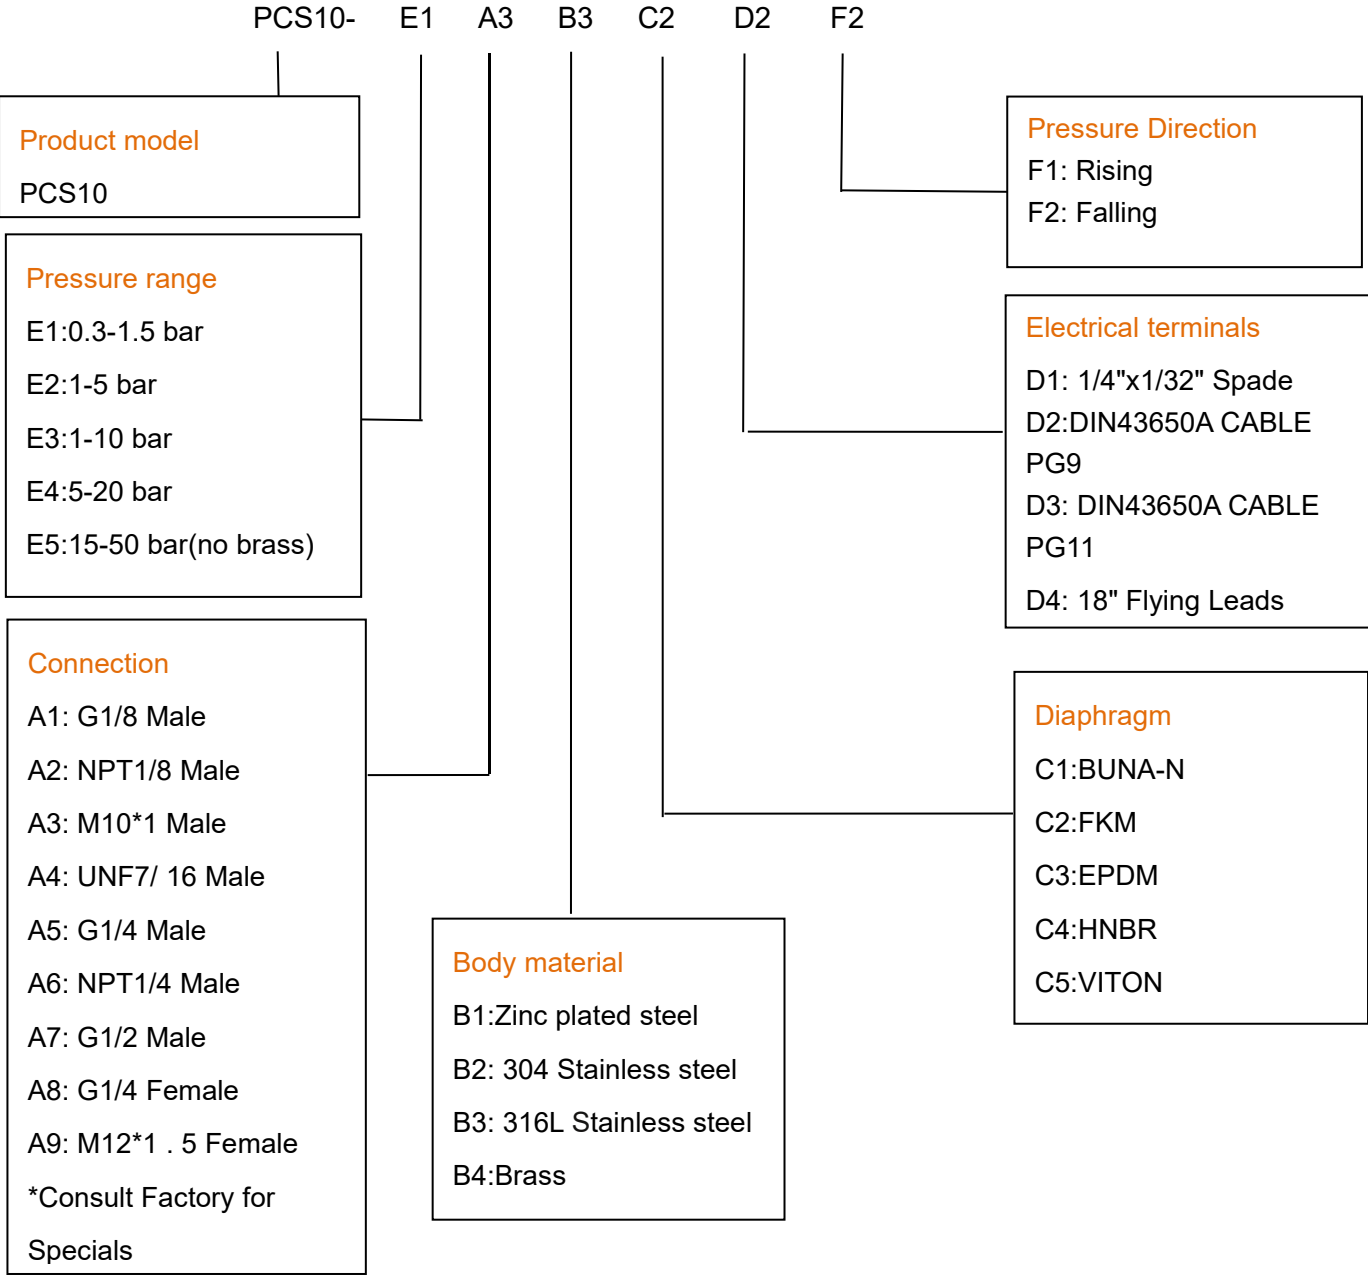 PCS10- E1 A3 B3 C2 D2 F2
Product model
PCS10
Pressure range
E1:0.3-1.5 bar
E2:1-5 bar
E3:1-10 bar
E4:5-20 bar
E5:15-50 bar(no brass)
Connection
A1: G1/8 Male
A2: NPT1/8 Male
A3: M10*1 Male
A4: UNF7/ 16 Male
A5: G1/4 Male
A6: NPT1/4 Male
A7: G1/2 Male
A8: G1/4 Female
A9: M12*1 . 5 Female
*Consult Factory for
Specials
Body material
B1:Zinc plated steel
B2: 304 Stainless steel
B3: 316L Stainless steel
B4:Brass
Pressure Direction
F1: Rising
F2: Falling
Electrical terminals
D1: 1/4"x1/32" Spade
D2:DIN43650A CABLE
PG9
D3: DIN43650A CABLE
PG11
D4: 18" Flying Leads
Diaphragm
C1:BUNA-N
C2:FKM
C3:EPDM
C4:HNBR
C5:VITON